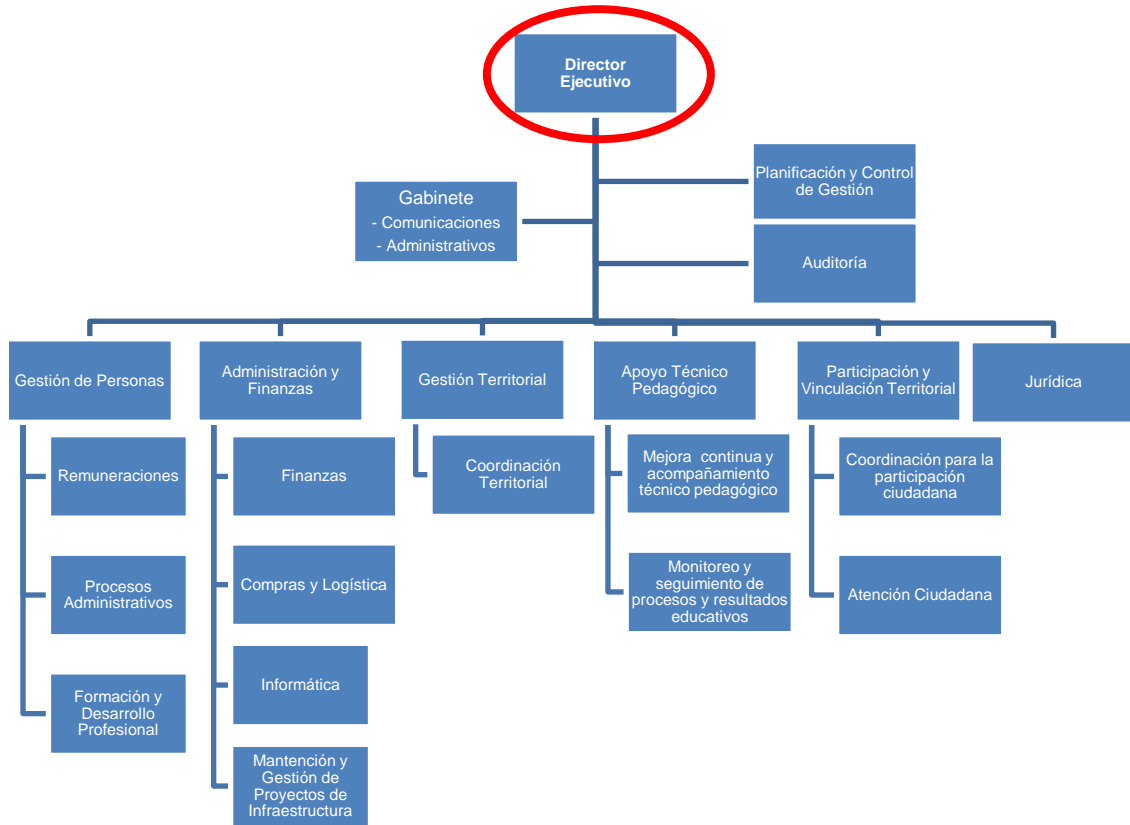 Director
Ejecutivo
Planificación y Control
de Gestión
Gabinete
- Comunicaciones
- Administrativos
Auditoría
Gestión de Personas
Administración y
Finanzas
Gestión Territorial
Apoyo Técnico
Pedagógico
Participación y
Vinculación Territorial
Jurídica
Remuneraciones
Procesos
Administrativos
Formación y
Desarrollo
Profesional
Finanzas
Compras y Logística
Informática
Mantención y
Gestión de
Proyectos de
Infraestructura
Coordinación
Territorial
Mejora continua y
acompañamiento
técnico pedagógico
Monitoreo y
seguimiento de
procesos y resultados
educativos
Coordinación para la
participación
ciudadana
Atención Ciudadana